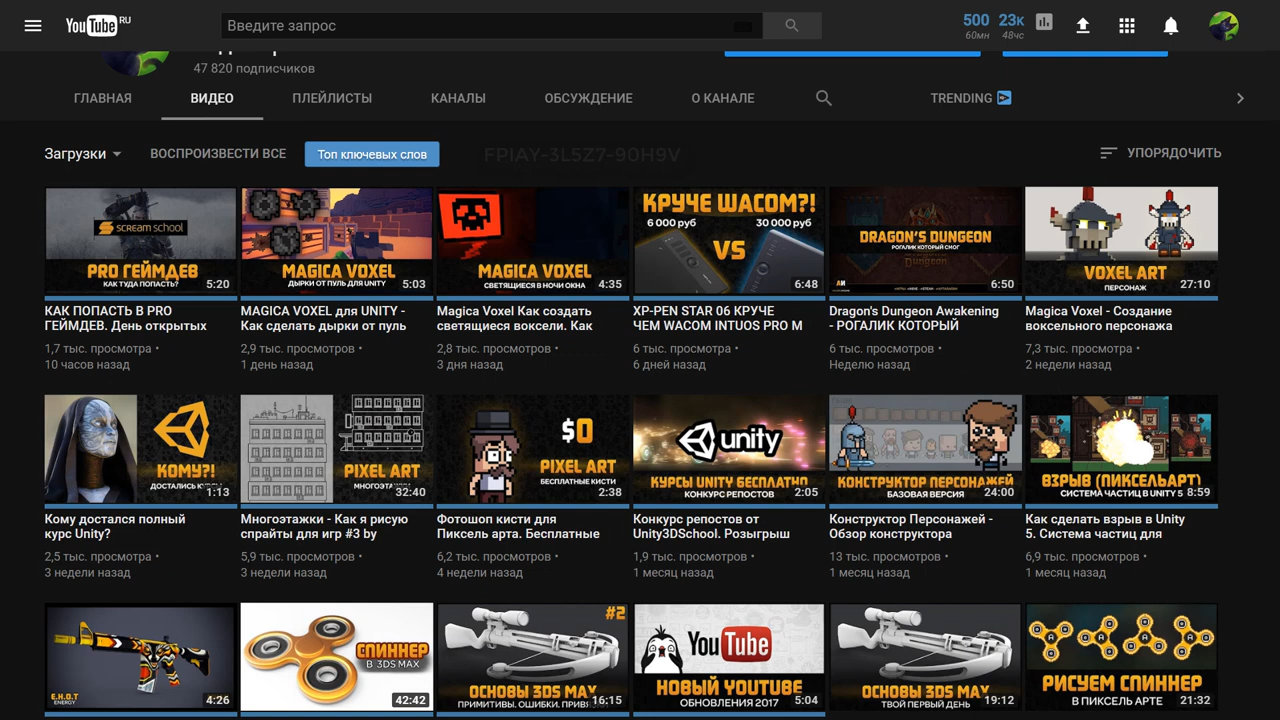 YouTube RU
Введите запрос
500 23к
60мн 48чс
47 820 подписчиков
ГЛАВНАЯ ВИДЕО ПЛЕЙЛИСТЫ КАНАЛЫ ОБСУЖДЕНИЕ О КАНАЛЕ TRENDING
Загрузки ВОСПРОИЗВЕСТИ ВСЕ Топ ключевых слов FPIAY-3L5Z7-90H9V УПОРЯДОЧИТЬ
SCREAM SCHOOL
PRO ГЕЙМДЕВ
КАК ТУДА ПОПАСТЬ?
5:20
MAGICA VOXEL
ДЫРКИ ОТ ПУЛЬ ДЛЯ UNITY
5:03
MAGICA VOXEL
СВЕТЯЩИЕСЯ В НОЧИ ОКНА
4:35
КРУЧЕ WACOM?!
6 000 руб 30 000 руб
VS
6:48
DRAGON'S DUNGEON
РОГАЛИК КОТОРЫЙ СМОГ
6:50
VOXEL ART
ПЕРСОНАЖ
27:10
КАК ПОПАСТЬ В PRO
ГЕЙМДЕВ. День открытых
1,7 тыс. просмотра •
10 часов назад
MAGICA VOXEL для UNITY -
Как сделать дырки от пуль
2,9 тыс. просмотров •
1 день назад
Magica Voxel Как создать
светящиеся воксели. Как
2,8 тыс. просмотров •
3 дня назад
XP-PEN STAR 06 КРУЧЕ
ЧЕМ WACOM INTUOS PRO M
6 тыс. просмотра •
6 дней назад
Dragon's Dungeon Awakening
- РОГАЛИК КОТОРЫЙ
6 тыс. просмотров •
Неделю назад
Magica Voxel - Создание
воксельного персонажа
7,3 тыс. просмотра •
2 недели назад
КОМУ?!
ДОСТАЛИСЬ
1:13
PIXEL ART
32:40
$0
PIXEL ART
БЕСПЛАТНЫЕ КИСТИ
2:38
unity
КУРСЫ UNITY БЕСПЛАТНО
КОНКУРС РЕПОСТОВ
2:05
КОНСТРУКТОР ПЕРСОНАЖЕЙ
БАЗОВАЯ ВЕРСИЯ
24:00
ВЗРЫВ (ПИКСЕЛЬАРТ)
СИСТЕМА ЧАСТИЦ В UNITY 5
8:59
Кому достался полный
курс Unity?
2,5 тыс. просмотра •
3 недели назад
Многоэтажки - Как я рисую
спрайты для игр #3 by
5,9 тыс. просмотров •
3 недели назад
Фотошоп кисти для
Пиксель арта. Бесплатные
6,2 тыс. просмотров •
4 недели назад
Конкурс репостов от
Unity3DSchool. Розыгрыш
1,9 тыс. просмотров •
1 месяц назад
Конструктор Персонажей -
Обзор конструктора
13 тыс. просмотров •
1 месяц назад
Как сделать взрыв в Unity
5. Система частиц для
6,9 тыс. просмотров •
1 месяц назад
E.H.O.T
ENERGY
4:26
СПИННЕР
В 3DS MAX
42:42
#2
ОСНОВЫ 3DS MAX
ПРИМИТИВЫ. ОШИБКИ.
16:15
YouTube
НОВЫЙ YOUTUBE
ОБНОВЛЕНИЯ 2017
5:04
ОСНОВЫ 3DS MAX
ТВОЙ ПЕРВЫЙ ДЕНЬ
19:12
РИСУЕМ СПИННЕР
В ПИКСЕЛЬ АРТЕ
21:32